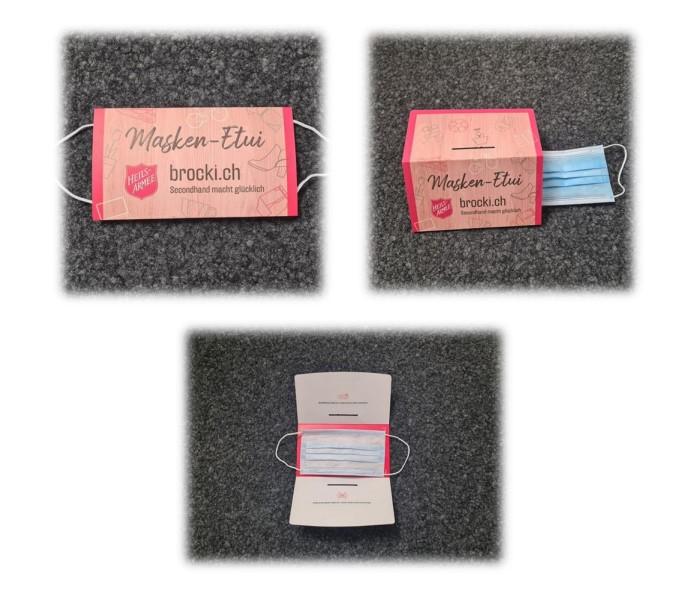 Masken-Etui
HEILS-
ARMEE
brocki.ch
Secondhand macht glücklich
Masken-Etui
HEILS-
ARMEE
brocki.ch
Secondhand macht glücklich